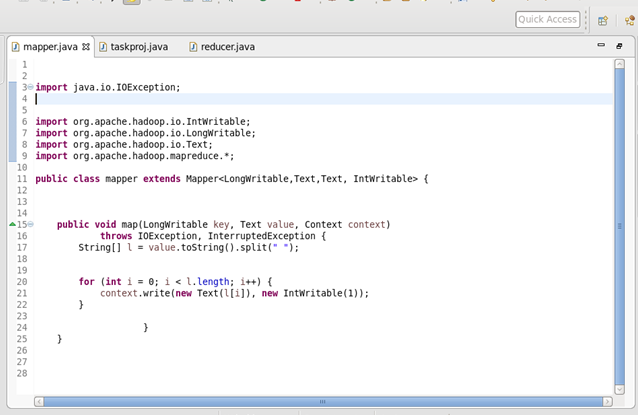 Quick Access
mapper.java taskproj.java reducer.java
1
2
3 import java.io.IOException;
4
5
6 import org.apache.hadoop.io.IntWritable;
7 import org.apache.hadoop.io.LongWritable;
8 import org.apache.hadoop.io.Text;
9 import org.apache.hadoop.mapreduce.*;
10
11 public class mapper extends Mapper<LongWritable,Text,Text, IntWritable> {
12
13
14
15 public void map(LongWritable key, Text value, Context context)
16 throws IOException, InterruptedException {
17 String[] l = value.toString().split(" ");
18
19
20 for (int i = 0; i < l.length; i++) {
21 context.write(new Text(l[i]), new IntWritable(1));
22 }
23
24 }
25 }
26
27
28